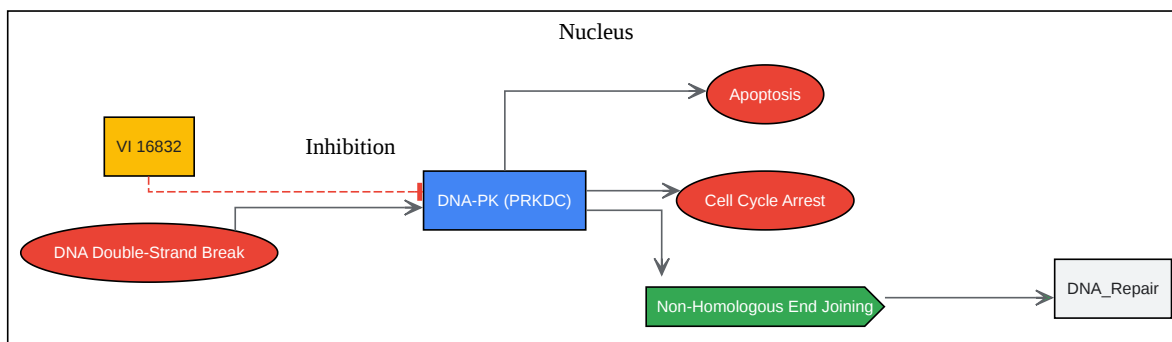 Nucleus
Apoptosis
VI 16832
Inhibition
DNA-PK (PRKDC)
Cell Cycle Arrest
DNA Double-Strand Break
DNA_Repair
Non-Homologous End Joining